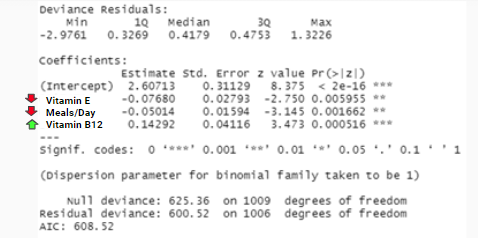 Deviance Residuals:
Min 1Q Median 3Q Max
-2.9761 0.3269 0.4179 0.4753 1.3226
Coefficients:
Estimate Std. Error z value Pr(>|z|)
(Intercept) 2.60713 0.31129 8.375 < 2e-16 ***
Vitamin E -0.07680 0.02793 -2.750 0.005955 **
Meals/Day -0.05014 0.01594 -3.145 0.001662 **
Vitamin B12 0.14292 0.04116 3.473 0.000516 ***
---
Signif. codes: 0 '***' 0.001 '**' 0.01 '*' 0.05 '.' 0.1 ' ' 1
(Dispersion parameter for binomial family taken to be 1)
Null deviance: 625.36 on 1009 degrees of freedom
Residual deviance: 600.52 on 1006 degrees of freedom
AIC: 608.52